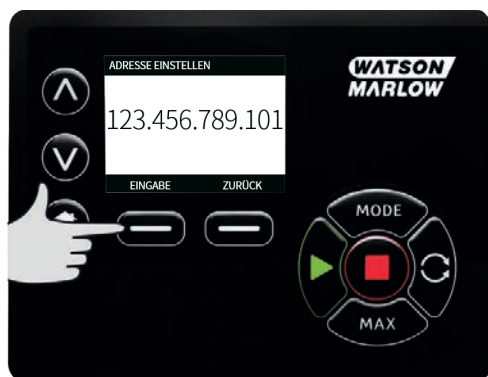 ADRESSE EINSTELLEN
WATSON
MARLOW
123.456.789.101
EINGABE ZURÜCK
MODE
MAX